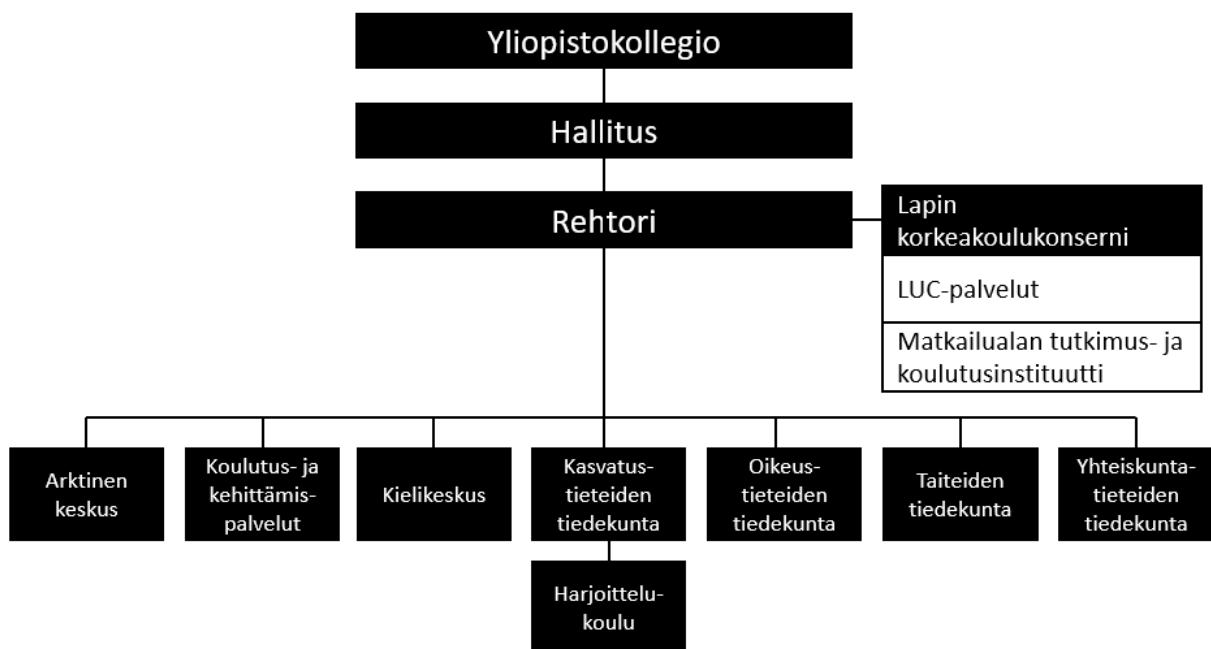 Yliopistokollegio
Hallitus
Rehtori
Lapin
korkeakoulukonserni
LUC-palvelut
Matkailualan tutkimus- ja
koulutusinstituutti
Arktinen
keskus
Koulutus- ja
kehittämis-
palvelut
Kielikeskus
Kasvatus-
tieteiden
tiedekunta
Oikeus-
tieteiden
tiedekunta
Taiteiden
tiedekunta
Yhteiskunta-
tieteiden
tiedekunta
Harjoittelu-
koulu